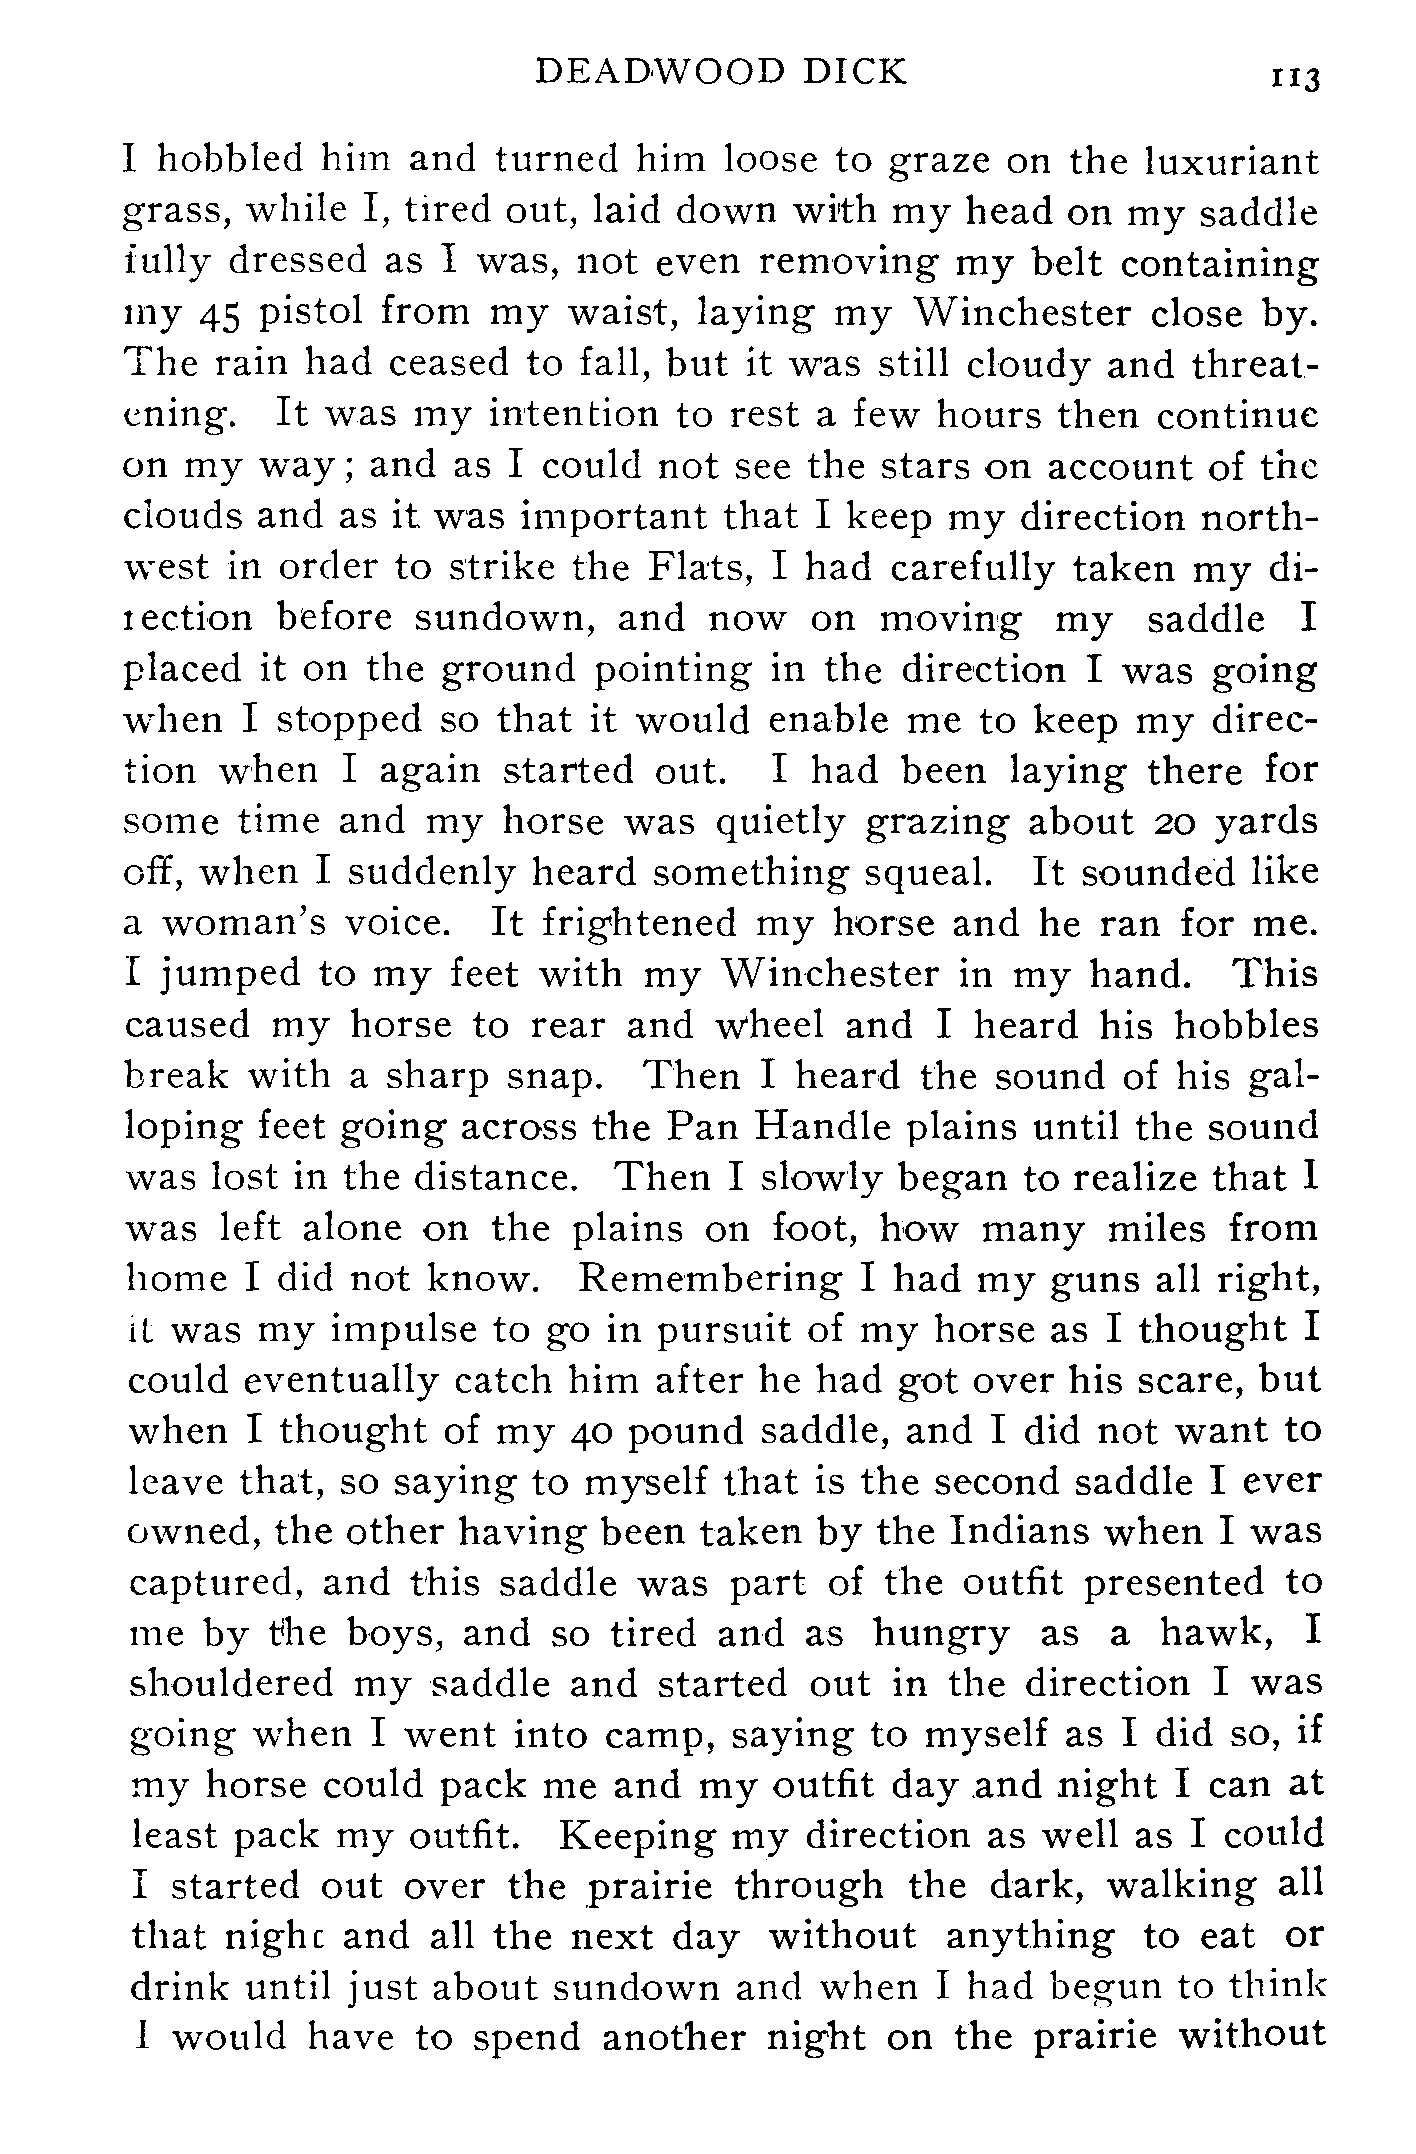 DEADWOOD DICK 113
I hobbled him and turned him loose to graze on the luxuriant
grass, while I, tired out, laid down with my head on my saddle
fully dressed as I was, not even removing my belt containing
my 45 pistol from my waist, laying my Winchester close by.
The rain had ceased to fall, but it was still cloudy and threat-
ening. It was my intention to rest a few hours then continue
on my way; and as I could not see the stars on account of the
clouds and as it was important that I keep my direction north-
west in order to strike the Flats, I had carefully taken my di-
rection before sundown, and now on moving my saddle I
placed it on the ground pointing in the direction I was going
when I stopped so that it would enable me to keep my direc-
tion when I again started out. I had been laying there for
some time and my horse was quietly grazing about 20 yards
off, when I suddenly heard something squeal. It sounded like
a woman's voice. It frightened my horse and he ran for me.
I jumped to my feet with my Winchester in my hand. This
caused my horse to rear and wheel and I heard his hobbles
break with a sharp snap. Then I heard the sound of his gal-
loping feet going across the Pan Handle plains until the sound
was lost in the distance. Then I slowly began to realize that I
was left alone on the plains on foot, how many miles from
home I did not know. Remembering I had my guns all right,
it was my impulse to go in pursuit of my horse as I thought I
could eventually catch him after he had got over his scare, but
when I thought of my 40 pound saddle, and I did not want to
leave that, so saying to myself that is the second saddle I ever
owned, the other having been taken by the Indians when I was
captured, and this saddle was part of the outfit presented to
me by the boys, and so tired and as hungry as a hawk, I
shouldered my saddle and started out in the direction I was
going when I went into camp, saying to myself as I did so, if
my horse could pack me and my outfit day and night I can at
least pack my outfit. Keeping my direction as well as I could
I started out over the prairie through the dark, walking all
that night and all the next day without anything to eat or
drink until just about sundown and when I had begun to think
I would have to spend another night on the prairie without